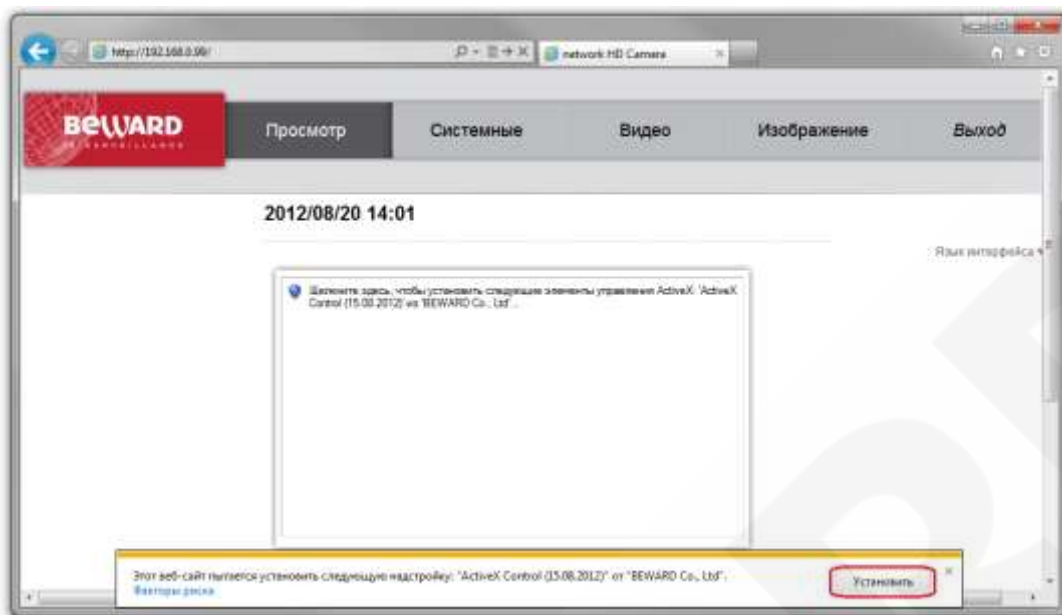 http://192.168.0.99/
network HD Camera
BEWARD
Просмотр
Системные
Видео
Изображение
Выход
2012/08/20 14:01
Язык интерфейса
Щелкните здесь, чтобы установить следующие элементы управления ActiveX: 'ActiveX
Control (15.08.2012)' из 'BEWARD Co., Ltd'...
Этот веб-сайт пытается установить следующую надстройку: "ActiveX Control (15.08.2012)" от "BEWARD Co., Ltd".
Факторы риска
Установить